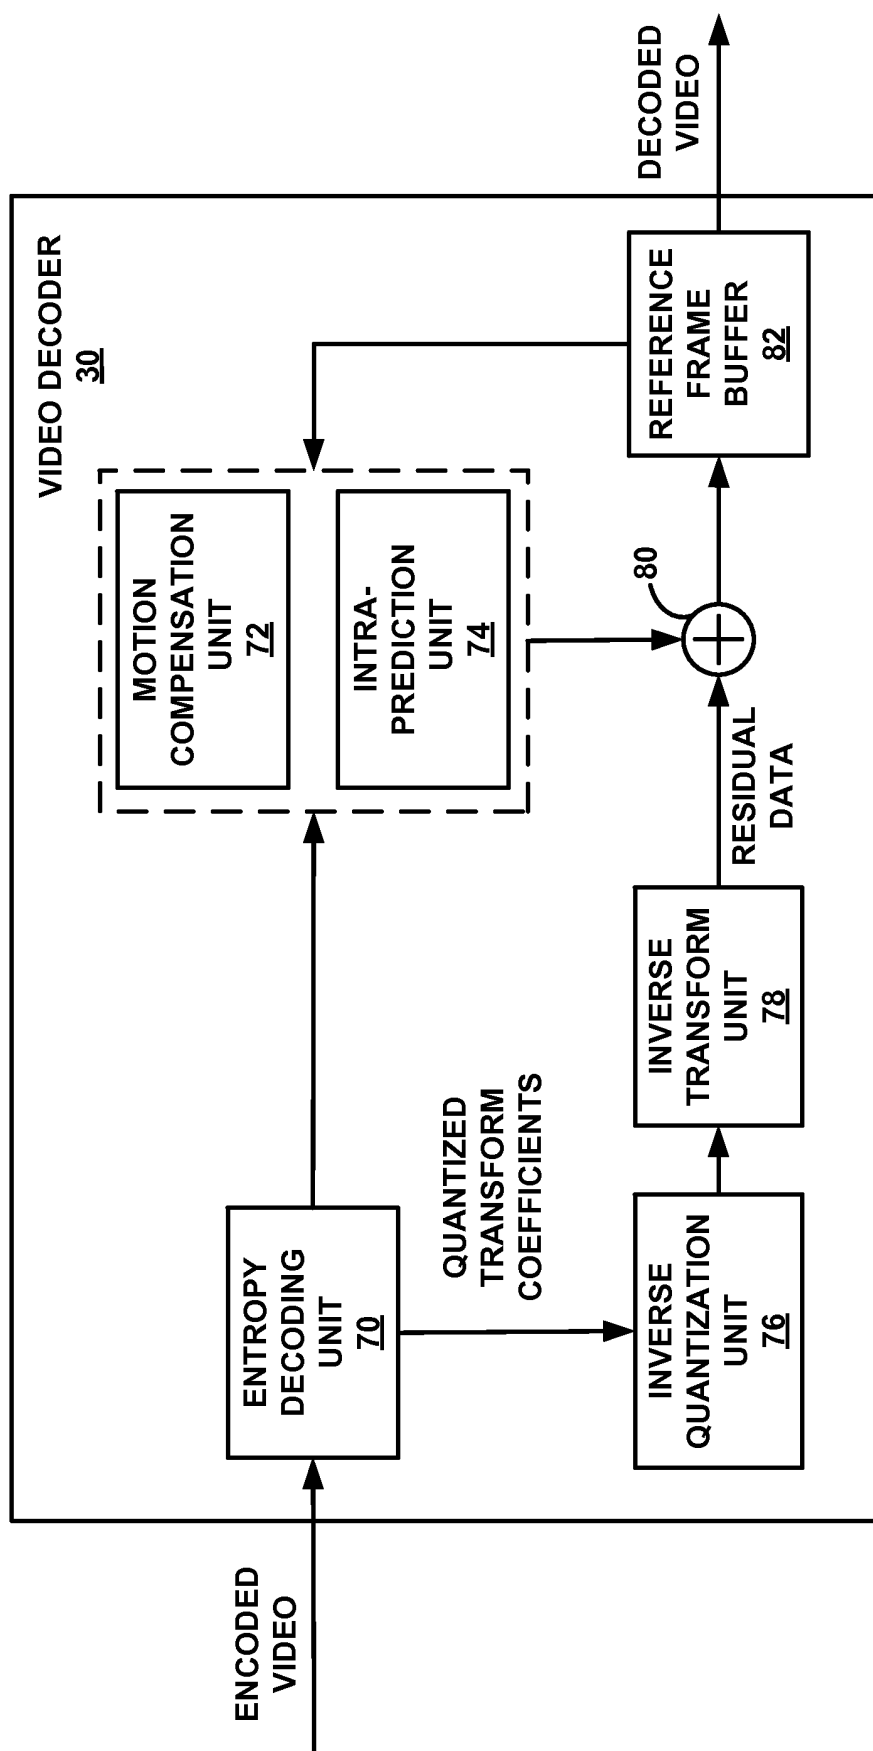 VIDEO DECODER
30
ENCODED
VIDEO
ENTROPY
DECODING
UNIT
70
MOTION
COMPENSATION
UNIT
72
INTRA-
PREDICTION
UNIT
74
QUANTIZED
TRANSFORM
COEFFICIENTS
INVERSE
QUANTIZATION
UNIT
76
INVERSE
TRANSFORM
UNIT
78
RESIDUAL
DATA
80
REFERENCE
FRAME
BUFFER
82
DECODED
VIDEO